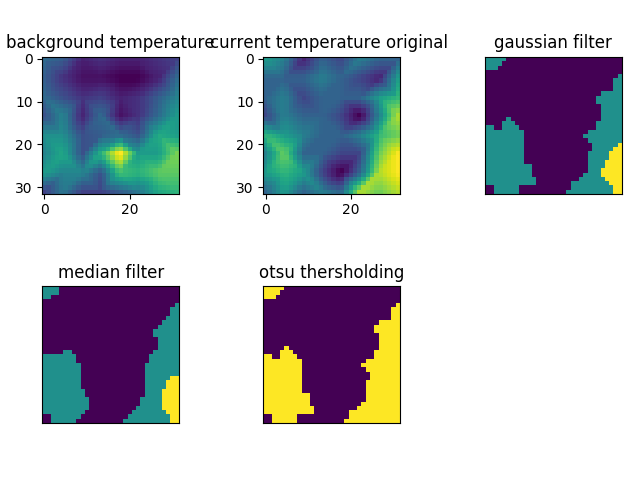 background temperature
current temperature original
gaussian filter
0
10
20
30
0
20
0
10
20
30
0
20
median filter
otsu thersholding